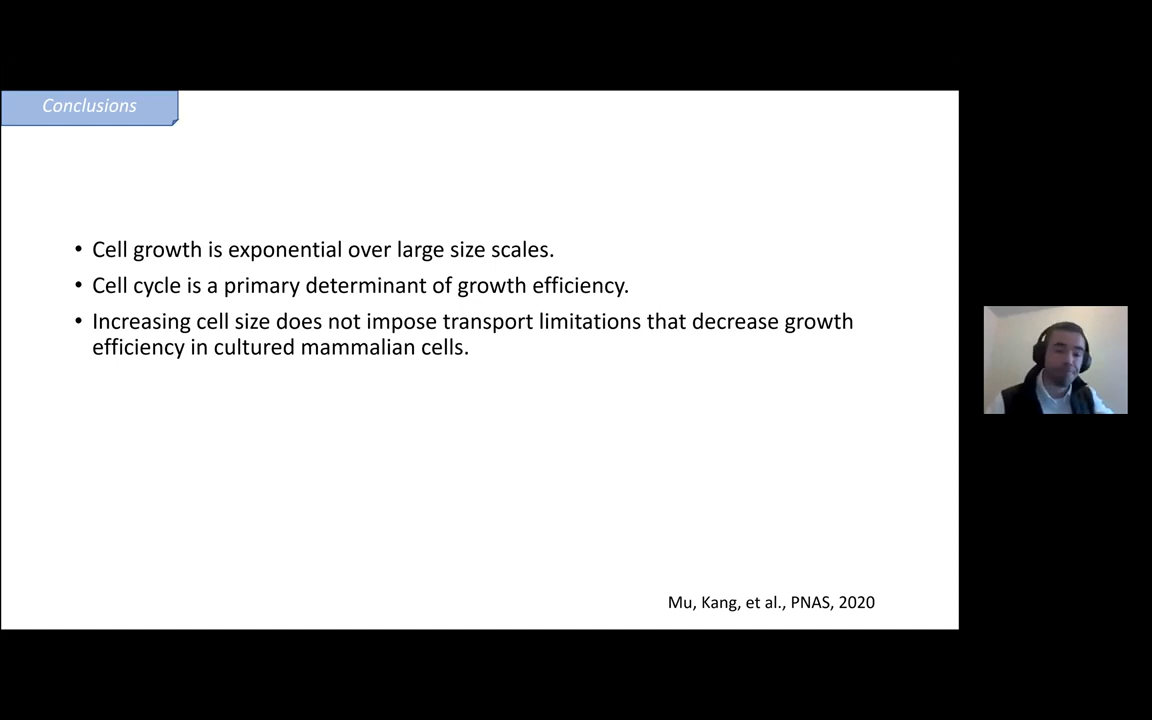 Conclusions
• Cell growth is exponential over large size scales.
• Cell cycle is a primary determinant of growth efficiency.
• Increasing cell size does not impose transport limitations that decrease growth
efficiency in cultured mammalian cells.
Mu, Kang, et al., PNAS, 2020